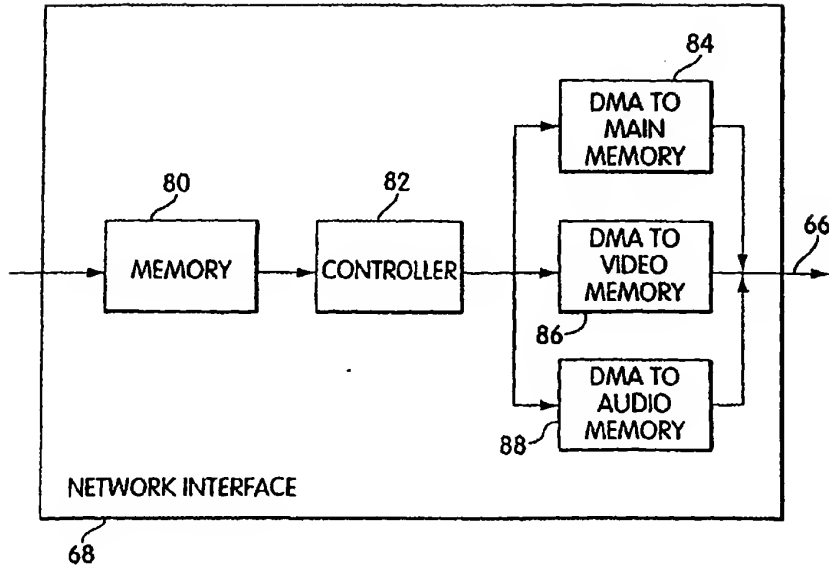 84
DMA TO
MAIN
MEMORY
80
MEMORY
82
CONTROLLER
DMA TO
VIDEO
MEMORY
86
66
DMA TO
AUDIO
MEMORY
88
NETWORK INTERFACE
68